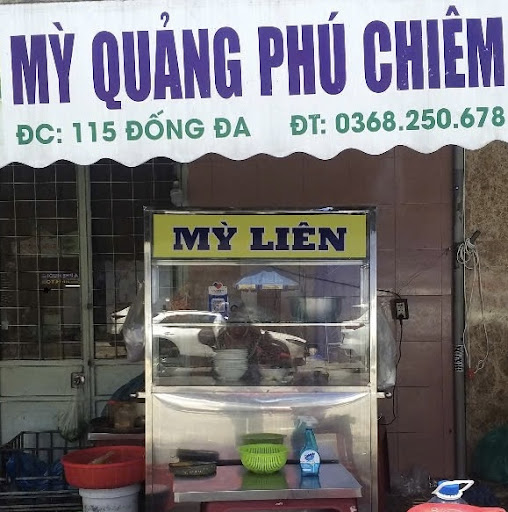 MỲ QUẢNG PHÚ CHIÊM
ĐC: 115 ĐỐNG ĐA ĐT: 0368.250.678
MỲ LIÊN